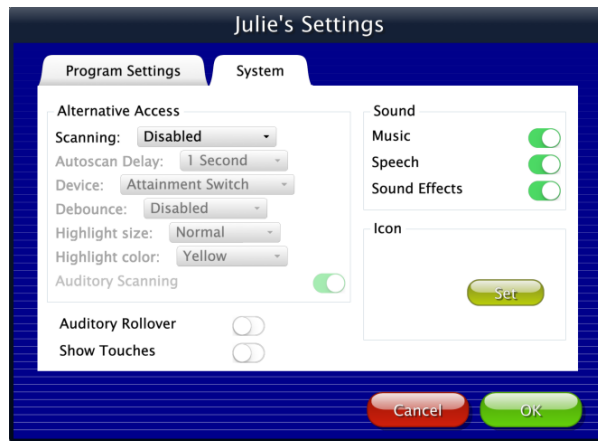 Julie's Settings
Program Settings
System
Alternative Access
Scanning: Disabled
Autoscan Delay: 1 Second
Device: Attainment Switch
Debounce: Disabled
Highlight size: Normal
Highlight color: Yellow
Auditory Scanning
Auditory Rollover
Show Touches
Sound
Music
Speech
Sound Effects
Icon
Set
Cancel
OK